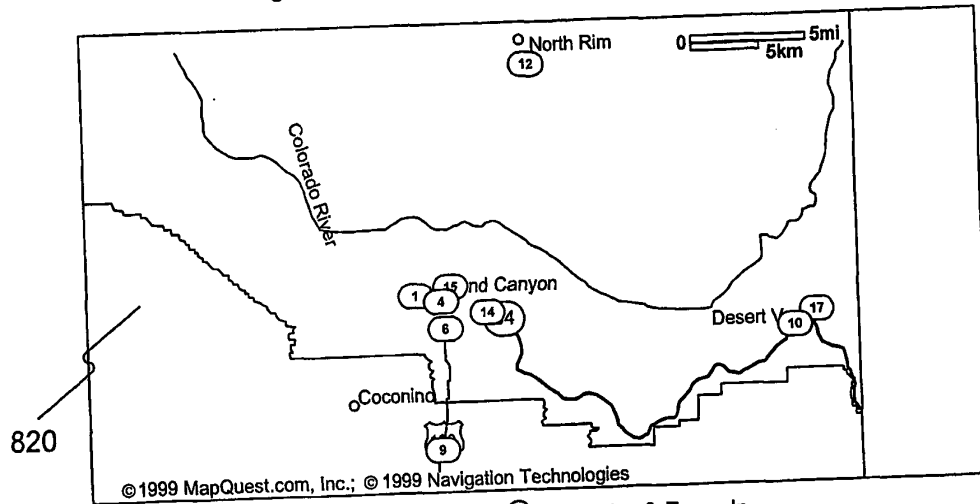 North Rim
12
0 5mi
5km
Colorado River
1
15
nd Canyon
4
14
4
6
Desert V
10
17
Coconino
9
820
© 1999 MapQuest.com, Inc.; © 1999 Navigation Technologies